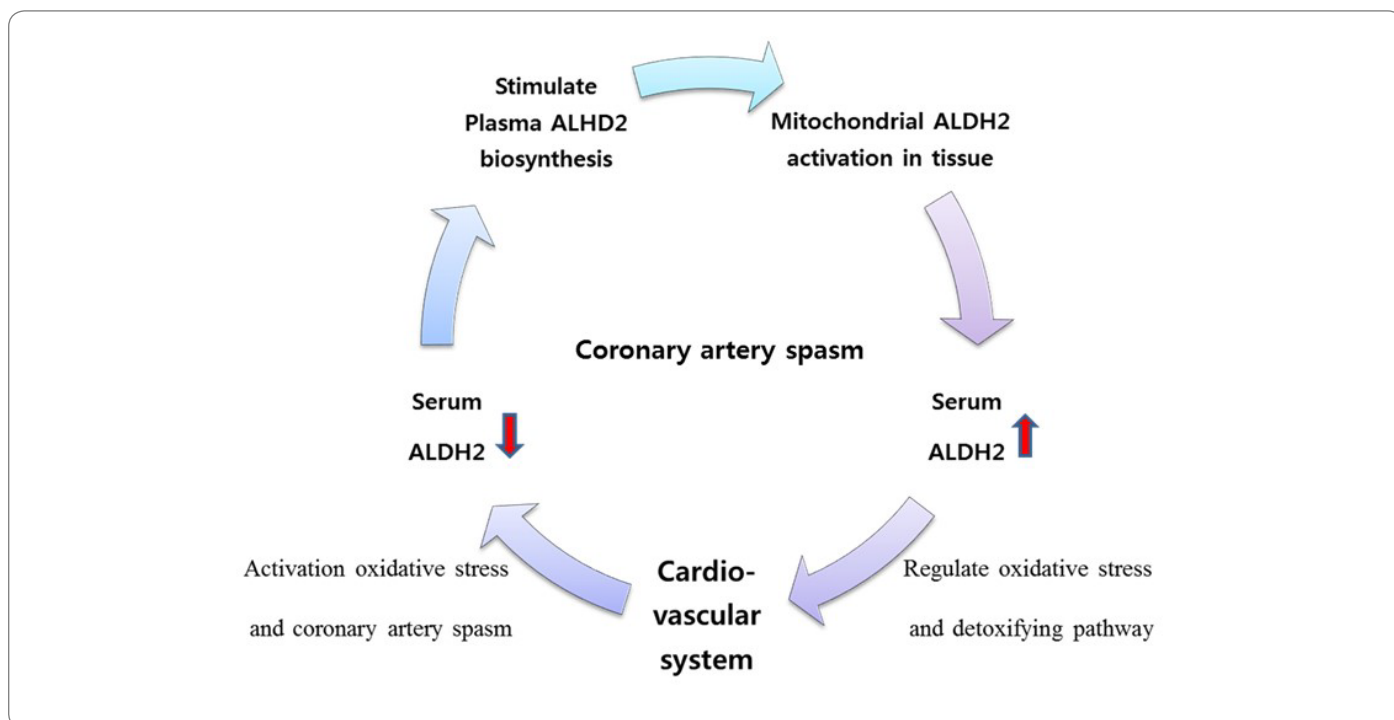 Stimulate
Plasma ALHD2
biosynthesis
Mitochondrial ALDH2
activation in tissue
Coronary artery spasm
Serum
ALDH2
Serum
ALDH2
Activation oxidative stress
and coronary artery spasm
Cardio-
vascular
system
Regulate oxidative stress
and detoxifying pathway